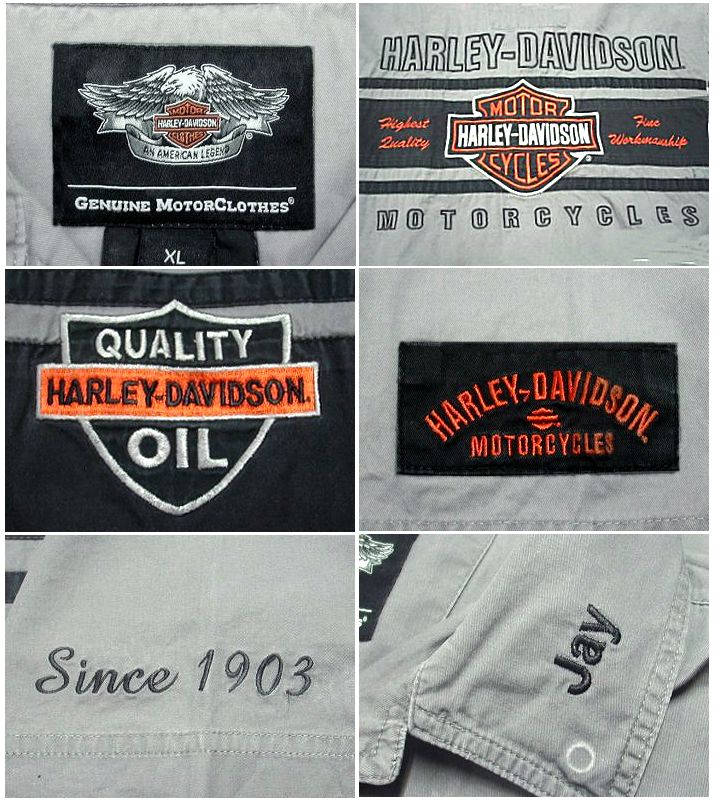 MOTOR
HARLEY-DAVIDSON
CLOTHES
AN AMERICAN LEGEND
GENUINE MOTORCLOTHES®
XL
HARLEY-DAVIDSON
Highest
Quality
MOTOR
HARLEY-DAVIDSON
CYCLES
®
Fine
Workmanship
MOTORCYCLES
QUALITY
HARLEY-DAVIDSON
OIL
HARLEY-DAVIDSON
MOTORCYCLES
Since 1903
Jay